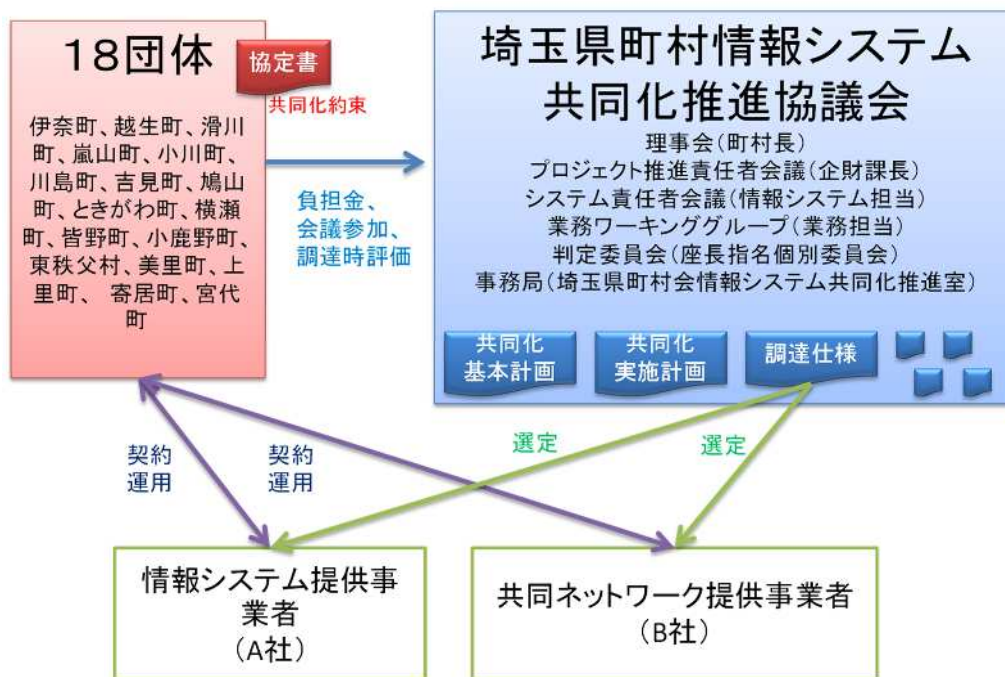 18団体
協定書
共同化約束
伊奈町、越生町、滑川
町、嵐山町、小川町、
川島町、吉見町、鳩山
町、ときがわ町、横瀬
町、皆野町、小鹿野町、
東秩父村、美里町、上
里町、 寄居町、宮代
町
負担金、
会議参加、
調達時評価
埼玉県町村情報システム
共同化推進協議会
理事会(町村長)
プロジェクト推進責任者会議(企財課長)
システム責任者会議(情報システム担当)
業務ワーキンググループ(業務担当)
判定委員会(座長指名個別委員会)
事務局(埼玉県町村会情報システム共同化推進室)
共同化
基本計画
共同化
実施計画
調達仕様
契約
運用
契約
運用
選定
選定
情報システム提供事
業者
(A社)
共同ネットワーク提供事業者
(B社)